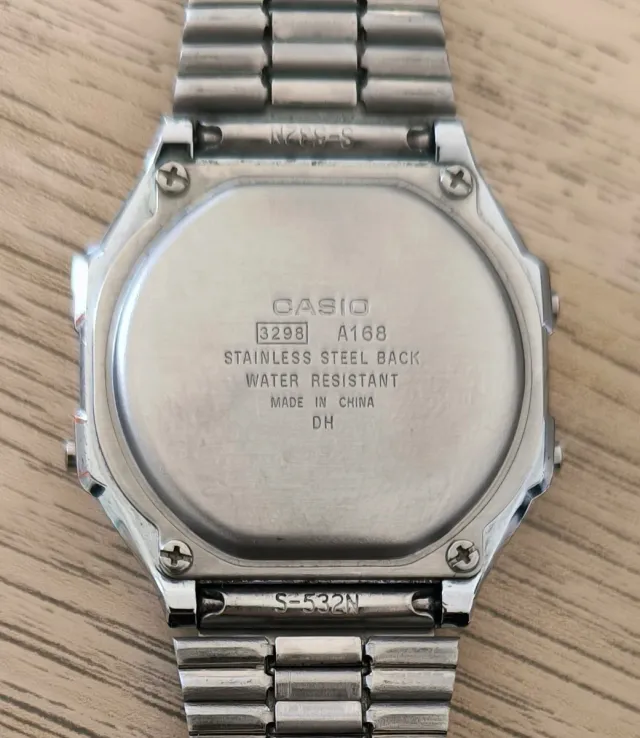 S-532N
CASIO
3298 A168
STAINLESS STEEL BACK
WATER RESISTANT
MADE IN CHINA
DH
S-532N